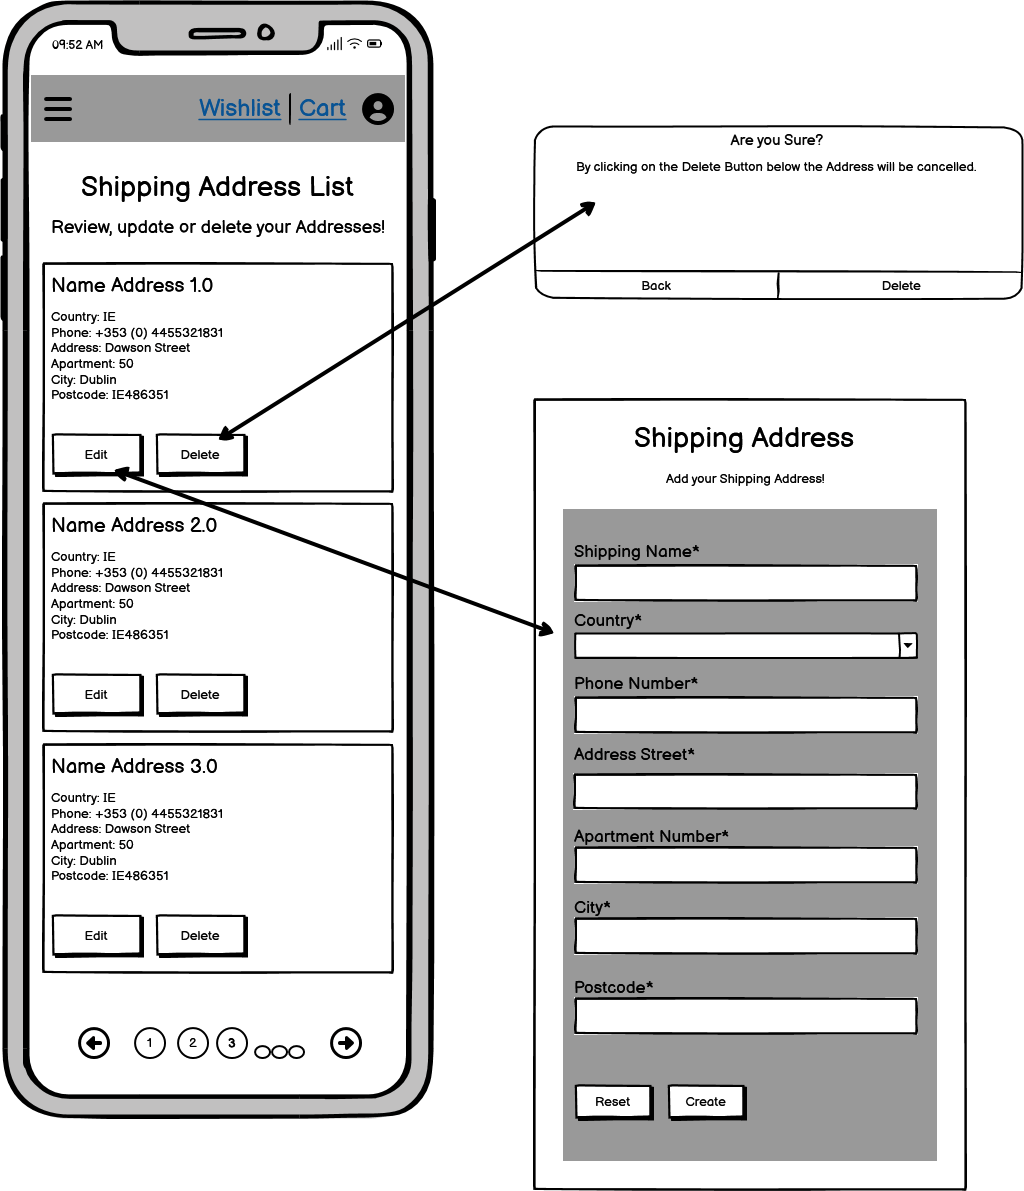 09:52 AM
Wishlist Cart
Shipping Address List
Review, update or delete your Addresses!
Name Address 1.0
Country: IE
Phone: +353 (0) 4455321831
Address: Dawson Street
Apartment: 50
City: Dublin
Postcode: IE486351
Edit Delete
Name Address 2.0
Country: IE
Phone: +353 (0) 4455321831
Address: Dawson Street
Apartment: 50
City: Dublin
Postcode: IE486351
Edit Delete
Name Address 3.0
Country: IE
Phone: +353 (0) 4455321831
Address: Dawson Street
Apartment: 50
City: Dublin
Postcode: IE486351
Edit Delete
1 2 3
Are you Sure?
By clicking on the Delete Button below the Address will be cancelled.
Back Delete
Shipping Address
Add your Shipping Address!
Shipping Name*
Country*
Phone Number*
Address Street*
Apartment Number*
City*
Postcode*
Reset Create